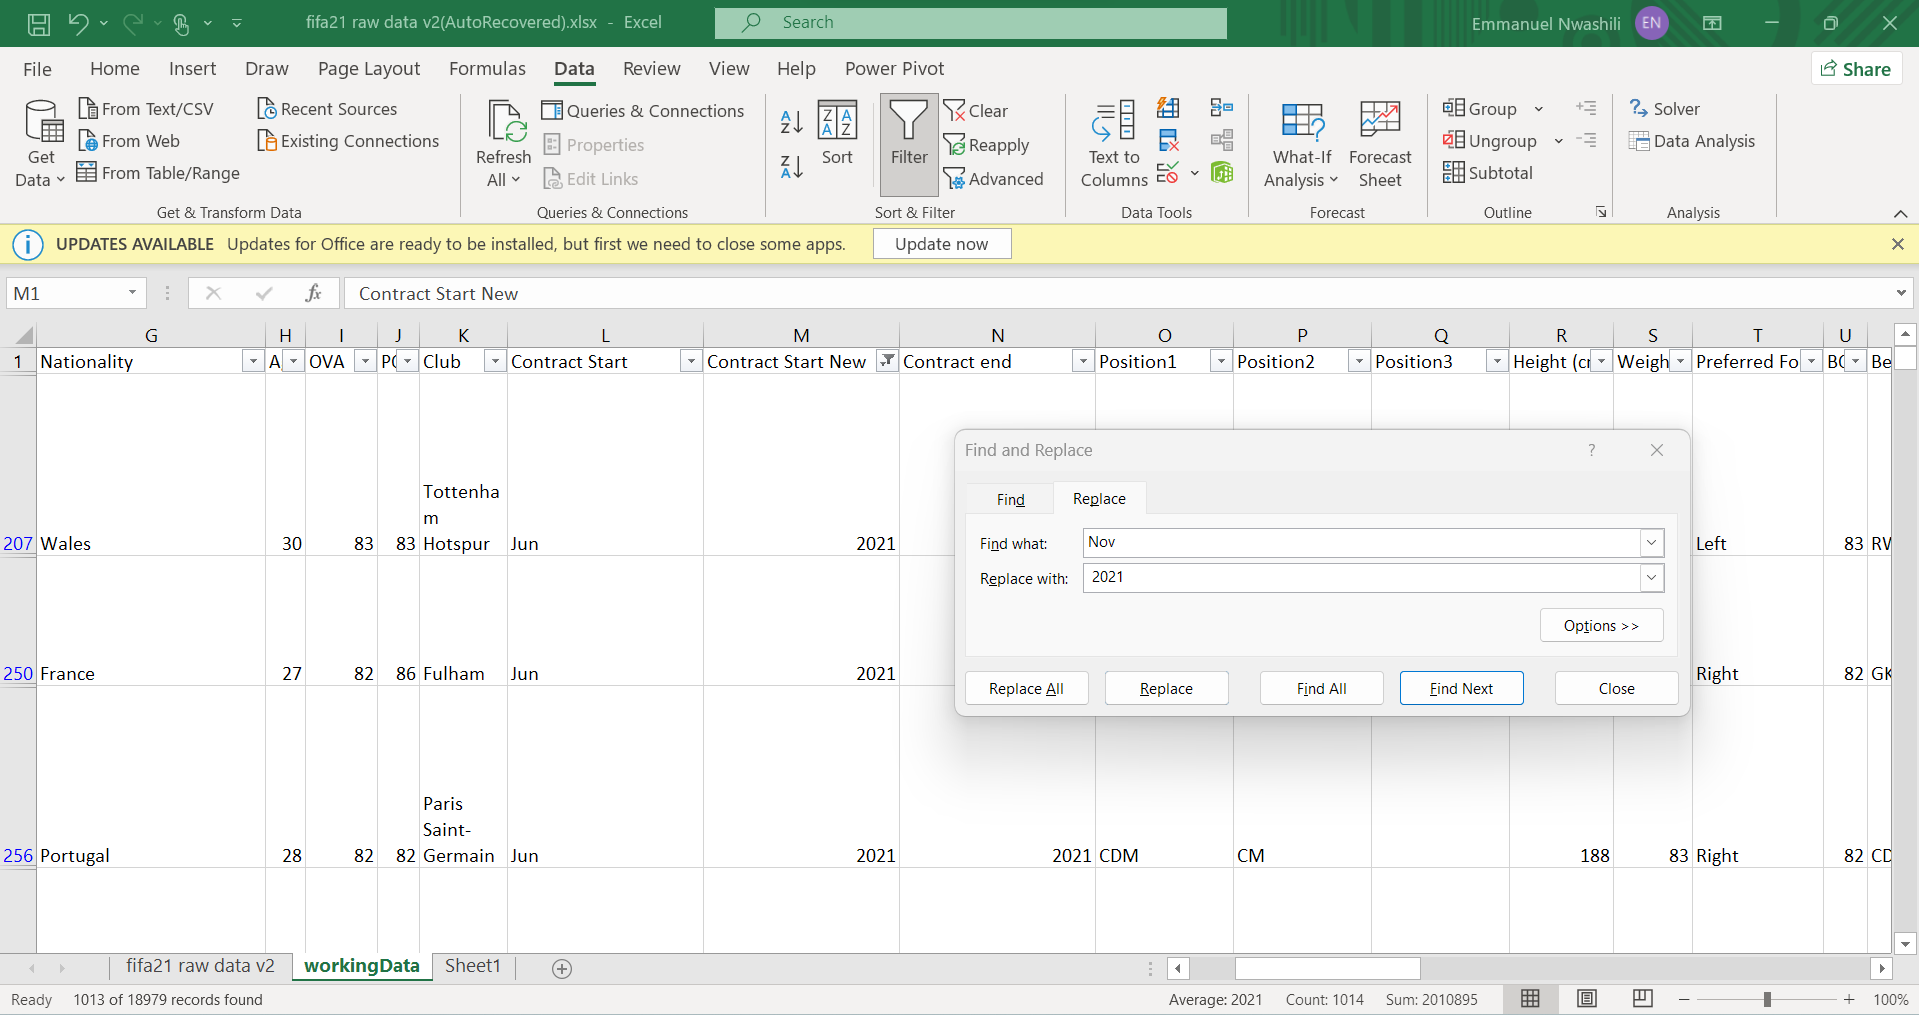 fifa21 raw data v2(AutoRecovered).xlsx - Excel
Search
Emmanuel Nwashili EN
File Home Insert Draw Page Layout Formulas Data Review View Help Power Pivot
Share
Get Data
From Text/CSV
From Web
From Table/Range
Recent Sources
Existing Connections
Get & Transform Data
Refresh All
Queries & Connections
Properties
Edit Links
Queries & Connections
Sort
Filter
Clear
Reapply
Advanced
Sort & Filter
Text to Columns
Data Tools
What-If Analysis
Forecast Sheet
Forecast
Group
Ungroup
Subtotal
Outline
Solver
Data Analysis
Analysis
UPDATES AVAILABLE Updates for Office are ready to be installed, but first we need to close some apps. Update now
M1 fx Contract Start New
G H I J K L M N O P Q R S T U
1 Nationality A OVA PO Club Contract Start Contract Start New Contract end Position1 Position2 Position3 Height (cr Weigh Preferred Fo BO Be
Tottenha
m
207 Wales 30 83 83 Hotspur Jun 2021 Left 83 RV
250 France 27 82 86 Fulham Jun 2021 Right 82 GK
Paris
Saint-
256 Portugal 28 82 82 Germain Jun 2021 2021 CDM CM 188 83 Right 82 CD
Find and Replace ?
Find Replace
Find what: Nov
Replace with: 2021
Options >>
Replace All Replace Find All Find Next Close
fifa21 raw data v2 workingData Sheet1
Ready 1013 of 18979 records found Average: 2021 Count: 1014 Sum: 2010895 100%